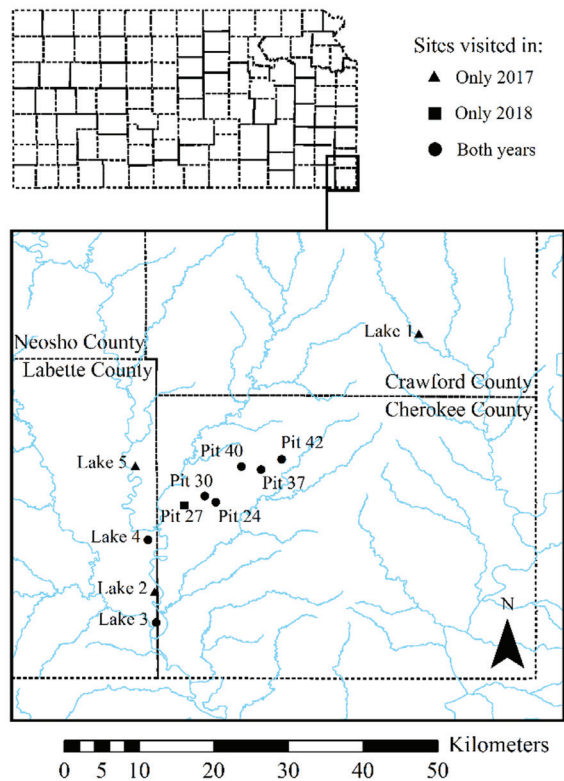 Sites visited in:
Only 2017
Only 2018
Both years
Lake 1
Neosho County
Labette County
Crawford County
Cherokee County
Pit 42
Pit 40
Lake 5
Pit 37
Pit 30
Pit 27
Pit 24
Lake 4
Lake 2
Lake 3
N
Kilometers
0 5 10 20 30 40 50